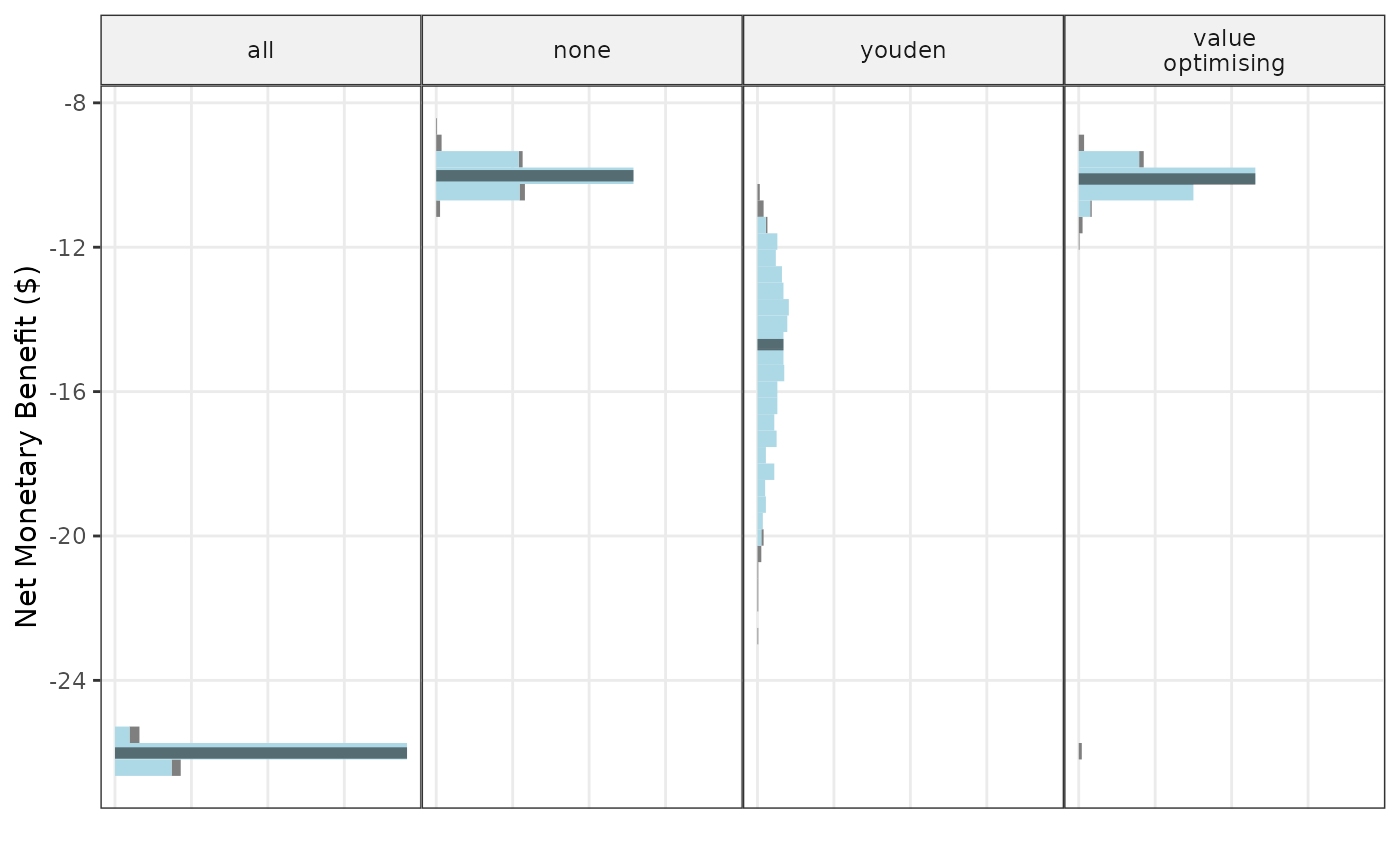 all
none
youden
value
optimising
Net Monetary Benefit ($)
-8
-12
-16
-20
-24